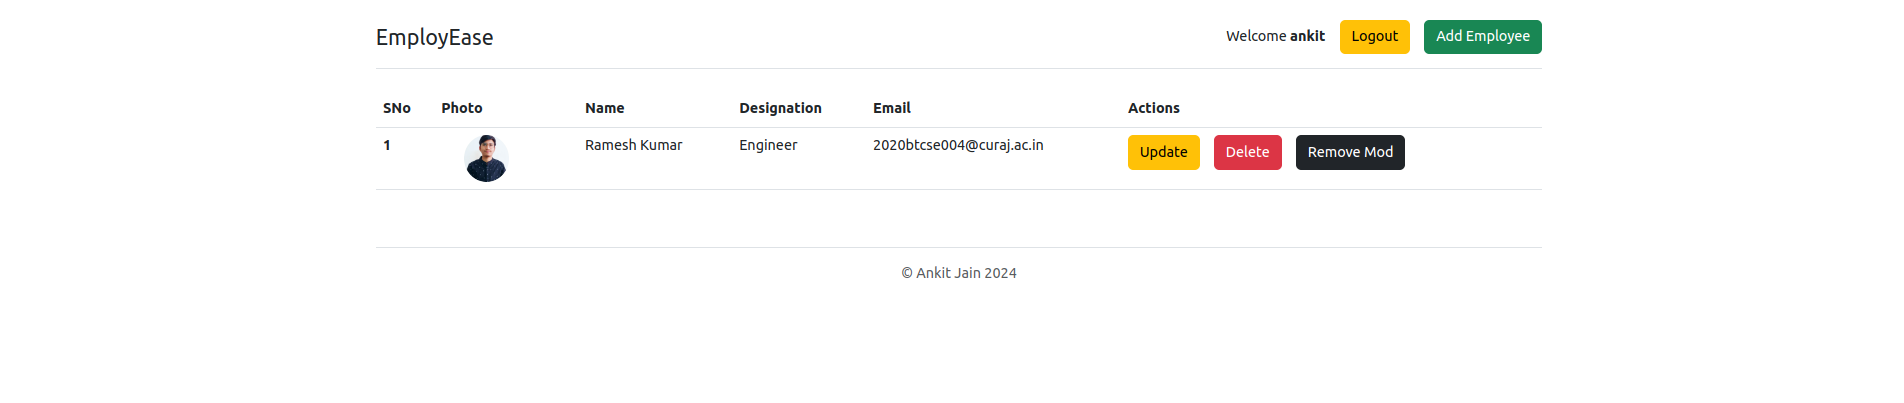 EmployEase Welcome ankit Logout Add Employee
SNo Photo Name Designation Email Actions
1 Ramesh Kumar Engineer 2020btcse004@curaj.ac.in Update Delete Remove Mod
© Ankit Jain 2024